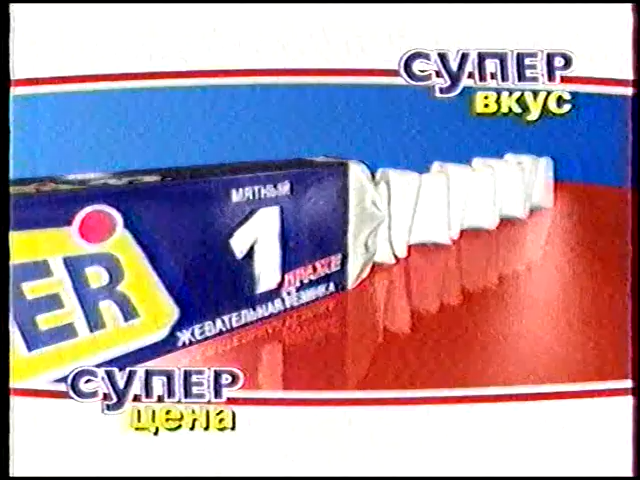 СУПЕР
вкус
МЯТНЫЙ
1
ДРАЖЕ
ER
ЖЕВАТЕЛЬНАЯ РЕЗИНКА
СУПЕР
цена